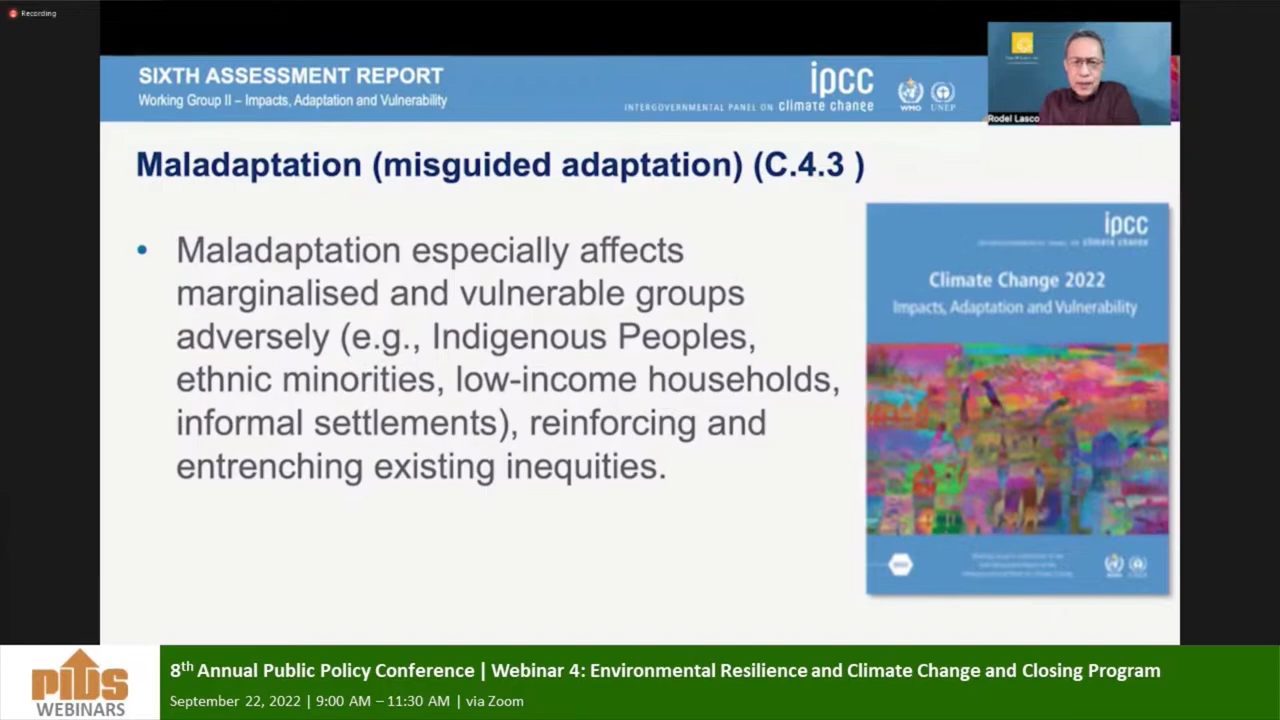 Recording
SIXTH ASSESSMENT REPORT
Working Group II – Impacts, Adaptation and Vulnerability
ipcc
INTERGOVERNMENTAL PANEL ON climate change
WMO
UNEP
Rodel Lasco
Maladaptation (misguided adaptation) (C.4.3 )
• Maladaptation especially affects
marginalised and vulnerable groups
adversely (e.g., Indigenous Peoples,
ethnic minorities, low-income households,
informal settlements), reinforcing and
entrenching existing inequities.
ipcc
climate change
Climate Change 2022
Impacts, Adaptation and Vulnerability
pids
WEBINARS
8th Annual Public Policy Conference | Webinar 4: Environmental Resilience and Climate Change and Closing Program
September 22, 2022 | 9:00 AM – 11:30 AM | via Zoom